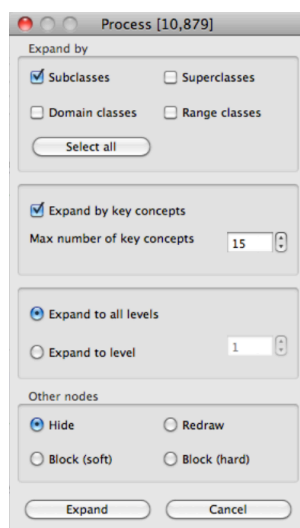 Process [10,879]
Expand by
Subclasses Superclasses
Domain classes Range classes
Select all
Expand by key concepts
Max number of key concepts 15
Expand to all levels
Expand to level 1
Other nodes
Hide Redraw
Block (soft) Block (hard)
Expand Cancel